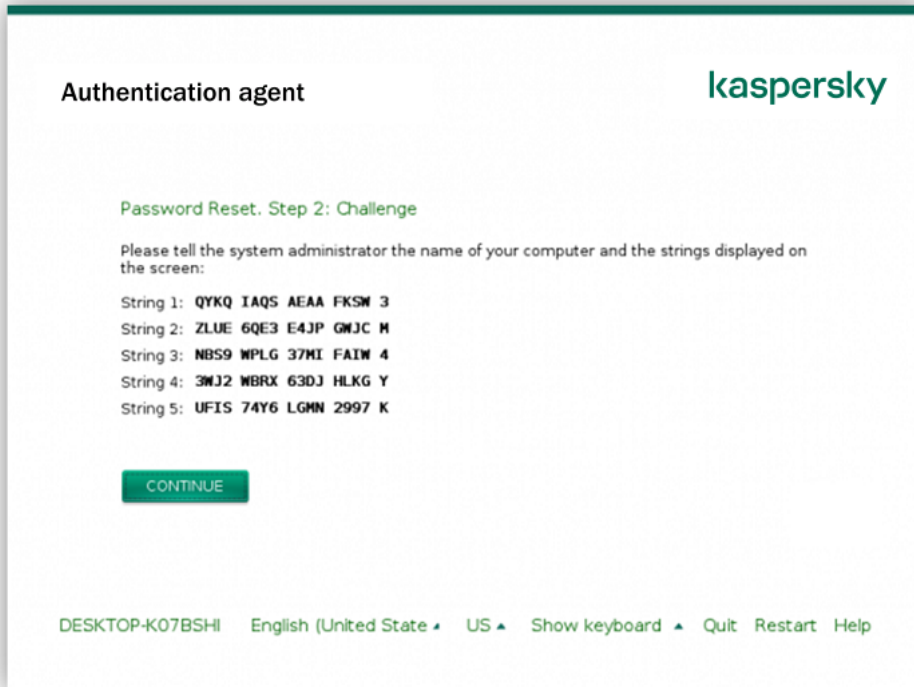 Authentication agent
kaspersky
Password Reset. Step 2: Challenge
Please tell the system administrator the name of your computer and the strings displayed on
the screen:
String 1: QYKQ IAQS AEAA FKSW 3
String 2: ZLUE 6QE3 E4JP GWJC M
String 3: NBS9 WPLG 37MI FAIW 4
String 4: 3WJ2 WBRX 63DJ HLKG Y
String 5: UFIS 74Y6 LGMN 2997 K
CONTINUE
DESKTOP-K07BSHI English (United State US Show keyboard Quit Restart Help